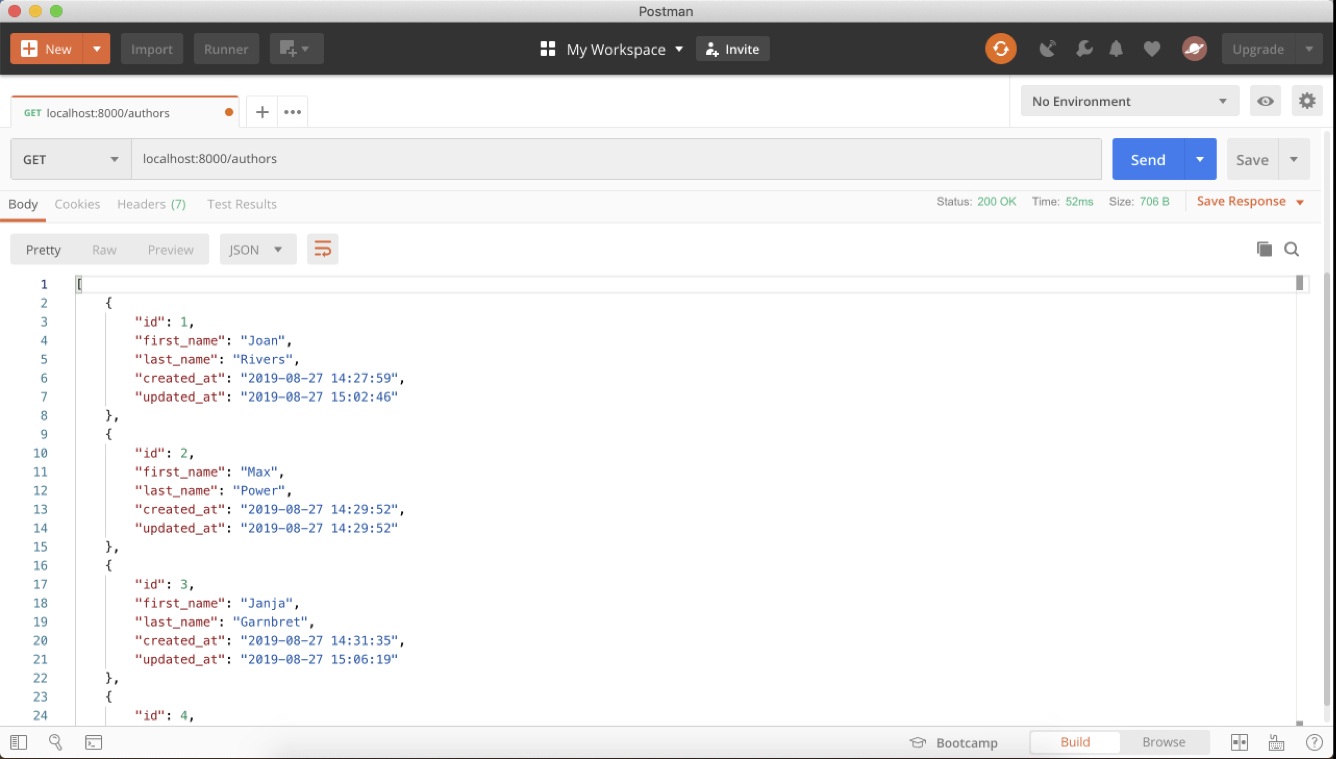 Postman
New Import Runner My Workspace Invite Upgrade
GET localhost:8000/authors No Environment
GET localhost:8000/authors Send Save
Body Cookies Headers (7) Test Results Status: 200 OK Time: 52ms Size: 706 B Save Response
Pretty Raw Preview JSON
1 [
2 {
3 "id": 1,
4 "first_name": "Joan",
5 "last_name": "Rivers",
6 "created_at": "2019-08-27 14:27:59",
7 "updated_at": "2019-08-27 15:02:46"
8 },
9 {
10 "id": 2,
11 "first_name": "Max",
12 "last_name": "Power",
13 "created_at": "2019-08-27 14:29:52",
14 "updated_at": "2019-08-27 14:29:52"
15 },
16 {
17 "id": 3,
18 "first_name": "Janja",
19 "last_name": "Garnbret",
20 "created_at": "2019-08-27 14:31:35",
21 "updated_at": "2019-08-27 15:06:19"
22 },
23 {
24 "id": 4,
Bootcamp Build Browse